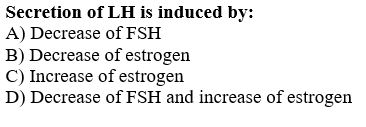 Secretion of LH is induced by:
A) Decrease of FSH
B) Decrease of estrogen
C) Increase of estrogen
D) Decrease of FSH and increase of estrogen